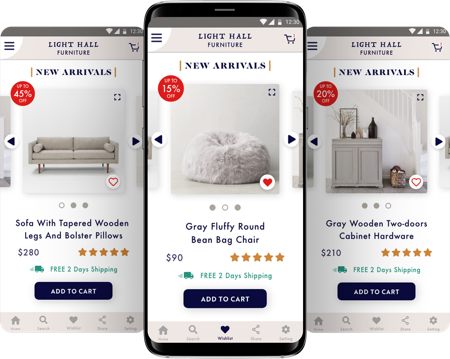 12:30
LIGHT HALL
FURNITURE
NEW ARRIVALS
UP TO
45%
OFF
Sofa With Tapered Wooden
Legs And Bolster Pillows
$280
FREE 2 Days Shipping
ADD TO CART
Home
Search
Wishlist
Share
Setting
12:30
LIGHT HALL
FURNITURE
NEW ARRIVALS
UP TO
15%
OFF
Gray Fluffy Round
Bean Bag Chair
$90
FREE 2 Days Shipping
ADD TO CART
Home
Search
Wishlist
Share
Setting
12:30
LIGHT HALL
FURNITURE
NEW ARRIVALS
UP TO
20%
OFF
Gray Wooden Two-doors
Cabinet Hardware
$210
FREE 2 Days Shipping
ADD TO CART
Home
Search
Wishlist
Share
Setting